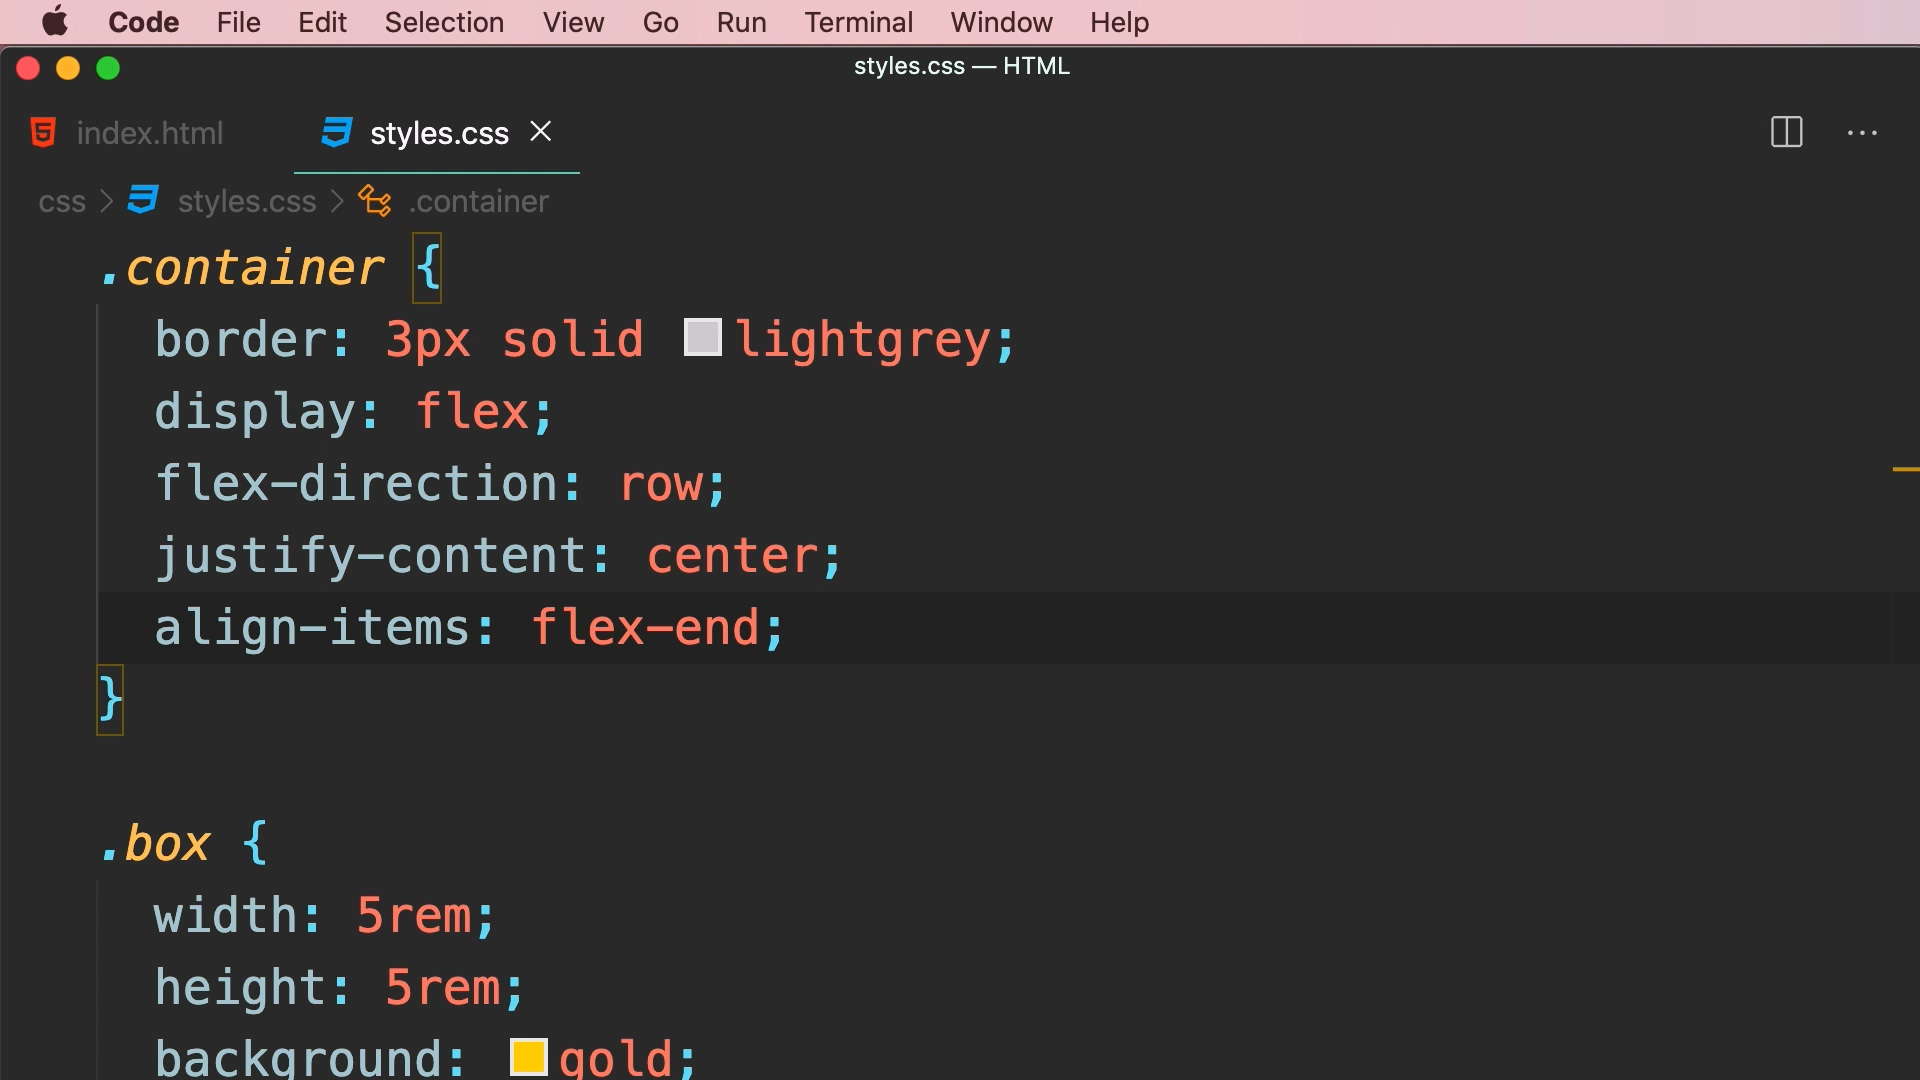 Code File Edit Selection View Go Run Terminal Window Help
styles.css — HTML
index.html styles.css
css > styles.css > .container
.container {
border: 3px solid lightgrey;
display: flex;
flex-direction: row;
justify-content: center;
align-items: flex-end;
}
.box {
width: 5rem;
height: 5rem;
background: gold;